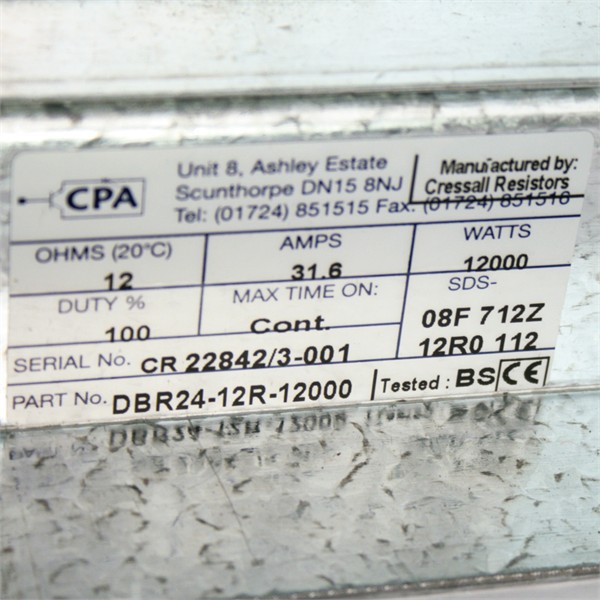 CPA
Unit 8, Ashley Estate
Scunthorpe DN15 8NJ
Tel: (01724) 851515 Fax: (01724) 851516
Manufactured by:
Cressall Resistors
OHMS (20°C)
12
AMPS
31.6
WATTS
12000
DUTY %
100
MAX TIME ON:
Cont.
SDS-
08F 712Z
12R0 112
SERIAL No. CR 22842/3-001
PART No. DBR24-12R-12000
Tested : BS CE